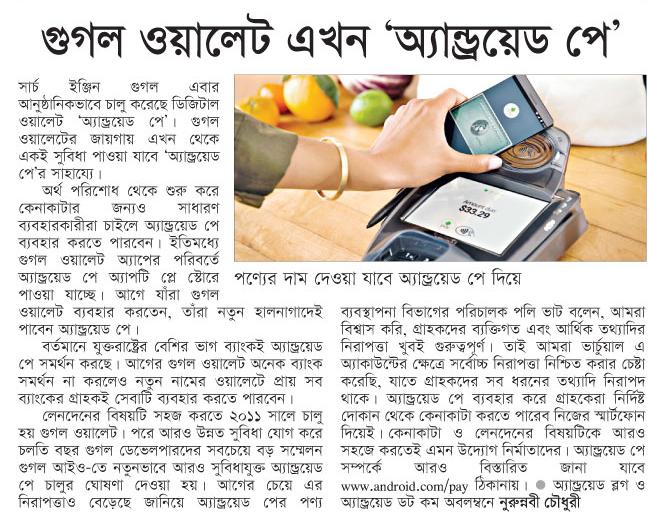 গুগল ওয়ালেট এখন ‘অ্যান্ড্রয়েড পে’
সার্চ ইঞ্জিন গুগল এবার
আনুষ্ঠানিকভাবে চালু করেছে ডিজিটাল
ওয়ালেট ‘অ্যান্ড্রয়েড পে’। গুগল
ওয়ালেটের জায়গায় এখন থেকে
একই সুবিধা পাওয়া যাবে ‘অ্যান্ড্রয়েড
পে’র সাহায্যে।
অর্থ পরিশোধ থেকে শুরু করে
কেনাকাটার জন্যও সাধারণ
ব্যবহারকারীরা চাইলে অ্যান্ড্রয়েড পে
ব্যবহার করতে পারবেন। ইতিমধ্যে
গুগল ওয়ালেট অ্যাপের পরিবর্তে
অ্যান্ড্রয়েড পে অ্যাপটি প্লে স্টোরে
পাওয়া যাচ্ছে। আগে যাঁরা গুগল
ওয়ালেট ব্যবহার করতেন, তাঁরা নতুন হালনাগাদেই
পাবেন অ্যান্ড্রয়েড পে।
বর্তমানে যুক্তরাষ্ট্রের বেশির ভাগ ব্যাংকই অ্যান্ড্রয়েড
পে সমর্থন করছে। আগের গুগল ওয়ালেট অনেক ব্যাংক
সমর্থন না করলেও নতুন নামের ওয়ালেটে প্রায় সব
ব্যাংকের গ্রাহকই সেবাটি ব্যবহার করতে পারবেন।
লেনদেনের বিষয়টি সহজ করতে ২০১১ সালে চালু
হয় গুগল ওয়ালেট। পরে আরও উন্নত সুবিধা যোগ করে
চলতি বছর গুগল ডেভেলপারদের সবচেয়ে বড় সম্মেলন
গুগল আইও-তে নতুনভাবে আরও সুবিধাযুক্ত অ্যান্ড্রয়েড
পে চালুর ঘোষণা দেওয়া হয়। আগের চেয়ে এর
নিরাপত্তাও বেড়েছে জানিয়ে অ্যান্ড্রয়েড পের পণ্য
Amount due
$33.29
পণ্যের দাম দেওয়া যাবে অ্যান্ড্রয়েড পে দিয়ে
ব্যবস্থাপনা বিভাগের পরিচালক পলি ভাট বলেন, আমরা
বিশ্বাস করি, গ্রাহকদের ব্যক্তিগত এবং আর্থিক তথ্যাদির
নিরাপত্তা খুবই গুরুত্বপূর্ণ। তাই আমরা ভার্চুয়াল এ
অ্যাকাউন্টের ক্ষেত্রে সর্বোচ্চ নিরাপত্তা নিশ্চিত করার চেষ্টা
করেছি, যাতে গ্রাহকদের সব ধরনের তথ্যাদি নিরাপদ
থাকে। অ্যান্ড্রয়েড পে ব্যবহার করে গ্রাহকেরা নির্দিষ্ট
দোকান থেকে কেনাকাটা করতে পারেব নিজের স্মার্টফোন
দিয়েই। কেনাকাটা ও লেনদেনের বিষয়টিকে আরও
সহজে করতেই এমন উদ্যোগ নির্মাতাদের। অ্যান্ড্রয়েড পে
সম্পর্কে আরও বিস্তারিত জানা যাবে
www.android.com/pay ঠিকানায়। ● অ্যান্ড্রয়েড ব্লগ ও
অ্যান্ড্রয়েড ডট কম অবলম্বনে নুরুন্নবী চৌধুরী